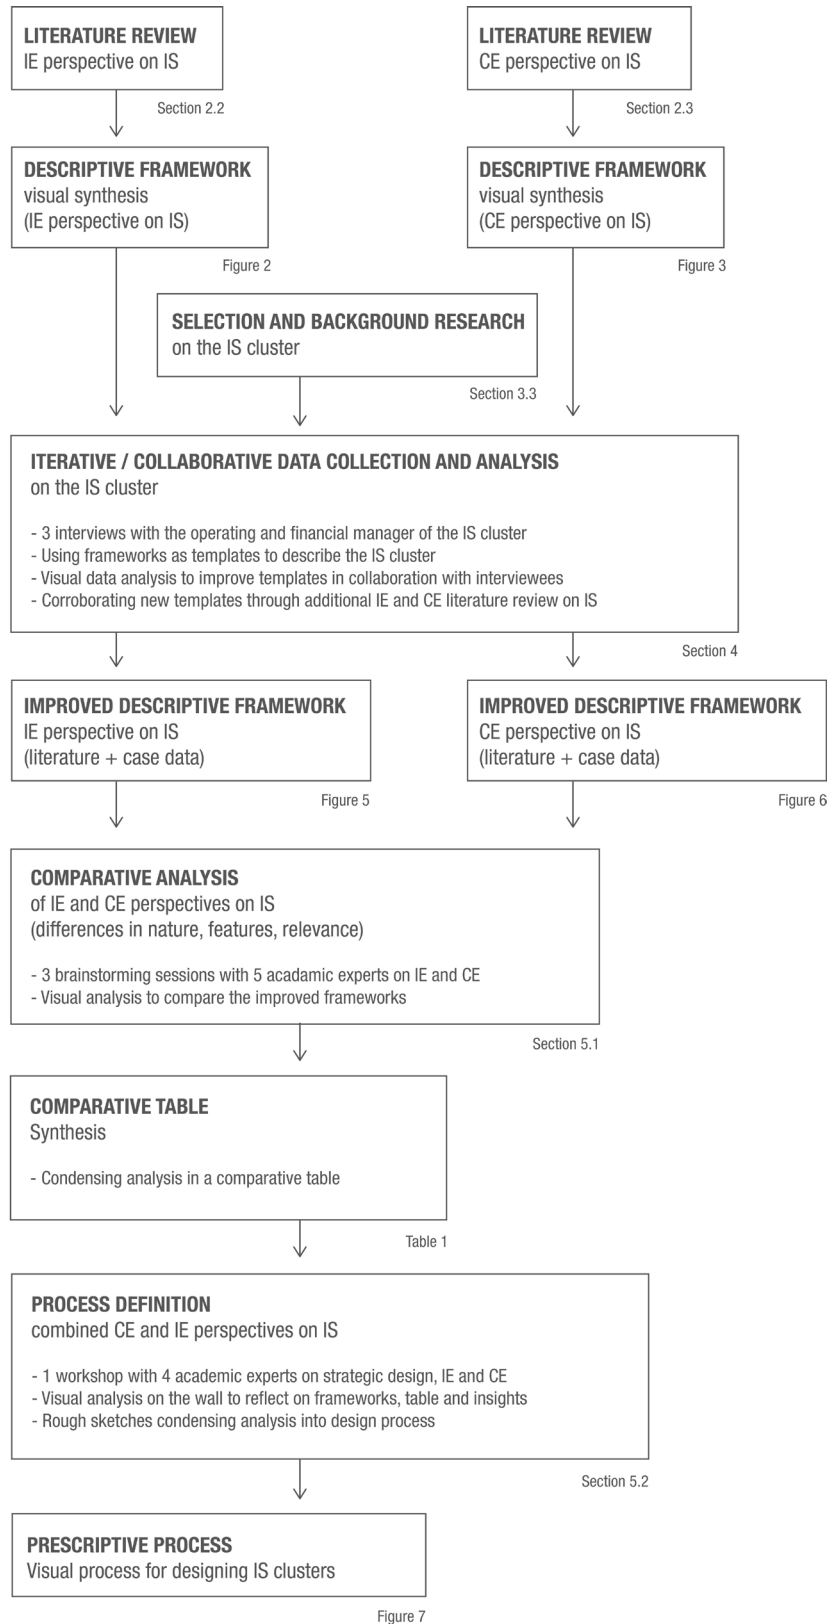 LITERATURE REVIEW
IE perspective on IS
Section 2.2
LITERATURE REVIEW
CE perspective on IS
Section 2.3
DESCRIPTIVE FRAMEWORK
visual synthesis
(IE perspective on IS)
Figure 2
DESCRIPTIVE FRAMEWORK
visual synthesis
(CE perspective on IS)
Figure 3
SELECTION AND BACKGROUND RESEARCH
on the IS cluster
Section 3.3
ITERATIVE / COLLABORATIVE DATA COLLECTION AND ANALYSIS
on the IS cluster
- 3 interviews with the operating and financial manager of the IS cluster
- Using frameworks as templates to describe the IS cluster
- Visual data analysis to improve templates in collaboration with interviewees
- Corroborating new templates through additional IE and CE literature review on IS
Section 4
IMPROVED DESCRIPTIVE FRAMEWORK
IE perspective on IS
(literature + case data)
Figure 5
IMPROVED DESCRIPTIVE FRAMEWORK
CE perspective on IS
(literature + case data)
Figure 6
COMPARATIVE ANALYSIS
of IE and CE perspectives on IS
(differences in nature, features, relevance)
- 3 brainstorming sessions with 5 acadamic experts on IE and CE
- Visual analysis to compare the improved frameworks
Section 5.1
COMPARATIVE TABLE
Synthesis
- Condensing analysis in a comparative table
Table 1
PROCESS DEFINITION
combined CE and IE perspectives on IS
- 1 workshop with 4 academic experts on strategic design, IE and CE
- Visual analysis on the wall to reflect on frameworks, table and insights
- Rough sketches condensing analysis into design process
Section 5.2
PRESCRIPTIVE PROCESS
Visual process for designing IS clusters
Figure 7